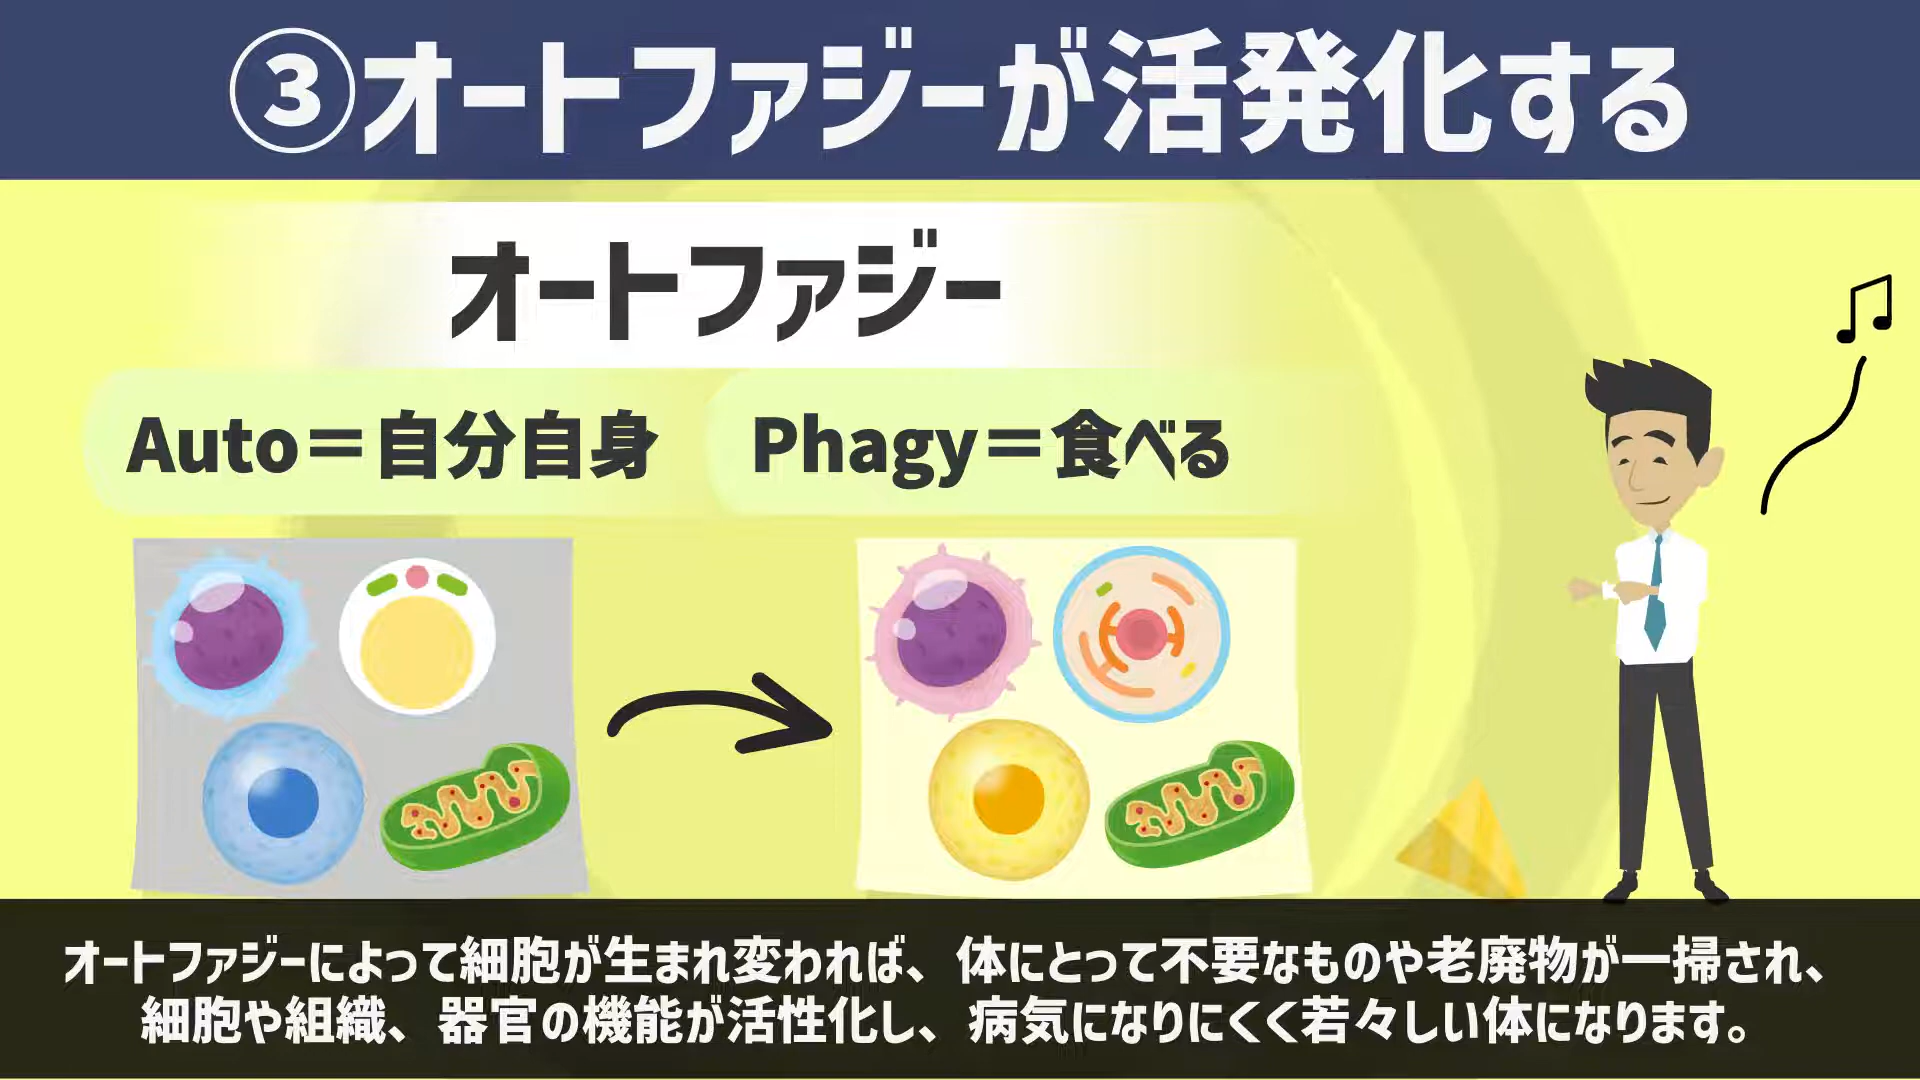 ③オートファジーが活発化する
オートファジー
Auto＝自分自身 Phagy＝食べる
オートファジーによって細胞が生まれ変われば、体にとって不要なものや老廃物が一掃され、
細胞や組織、器官の機能が活性化し、病気になりにくく若々しい体になります。